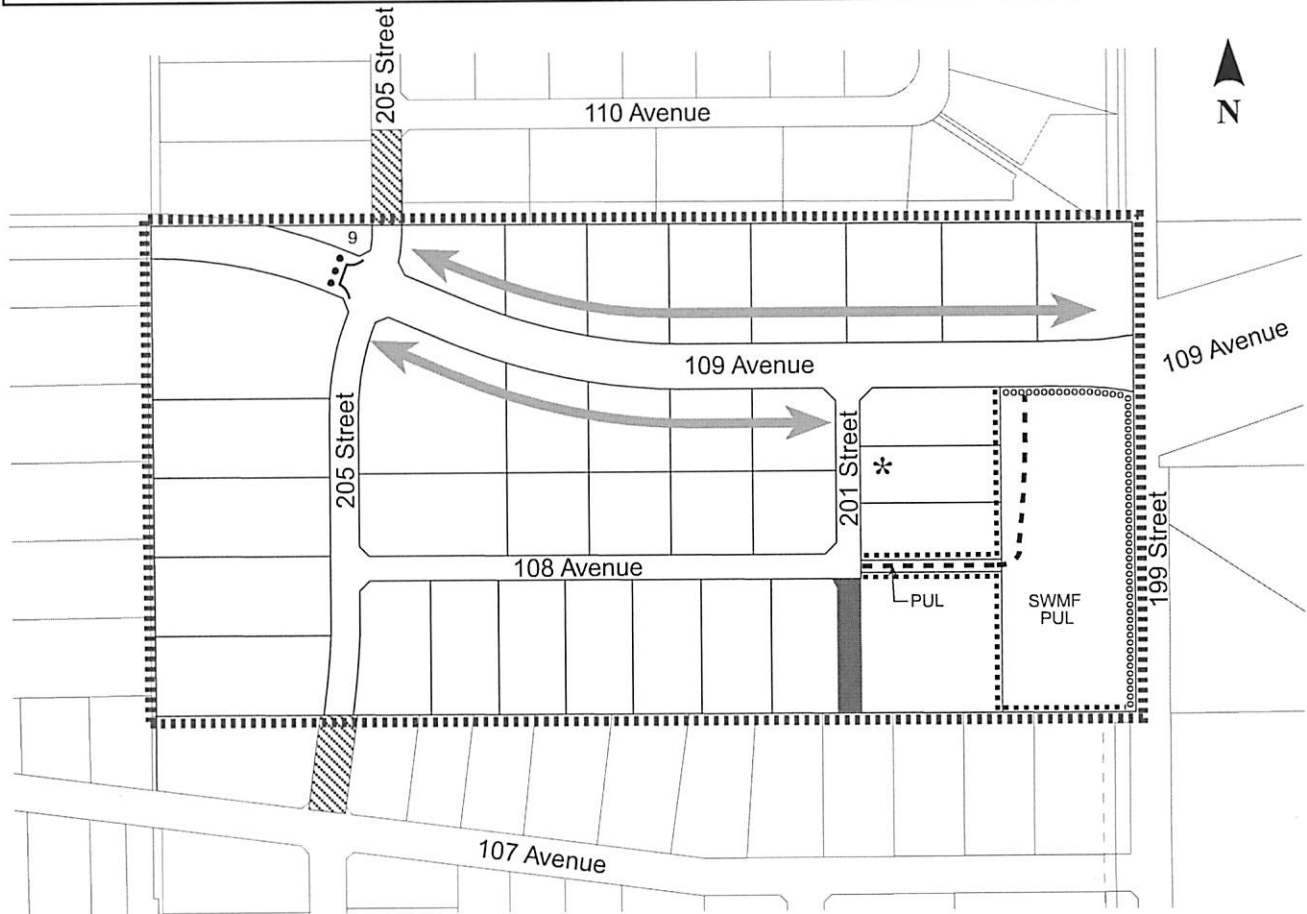 205 Street
110 Avenue
N
9
109 Avenue
109 Avenue
205 Street
201 Street
*
108 Avenue
PUL
SWMF
PUL
199 Street
107 Avenue